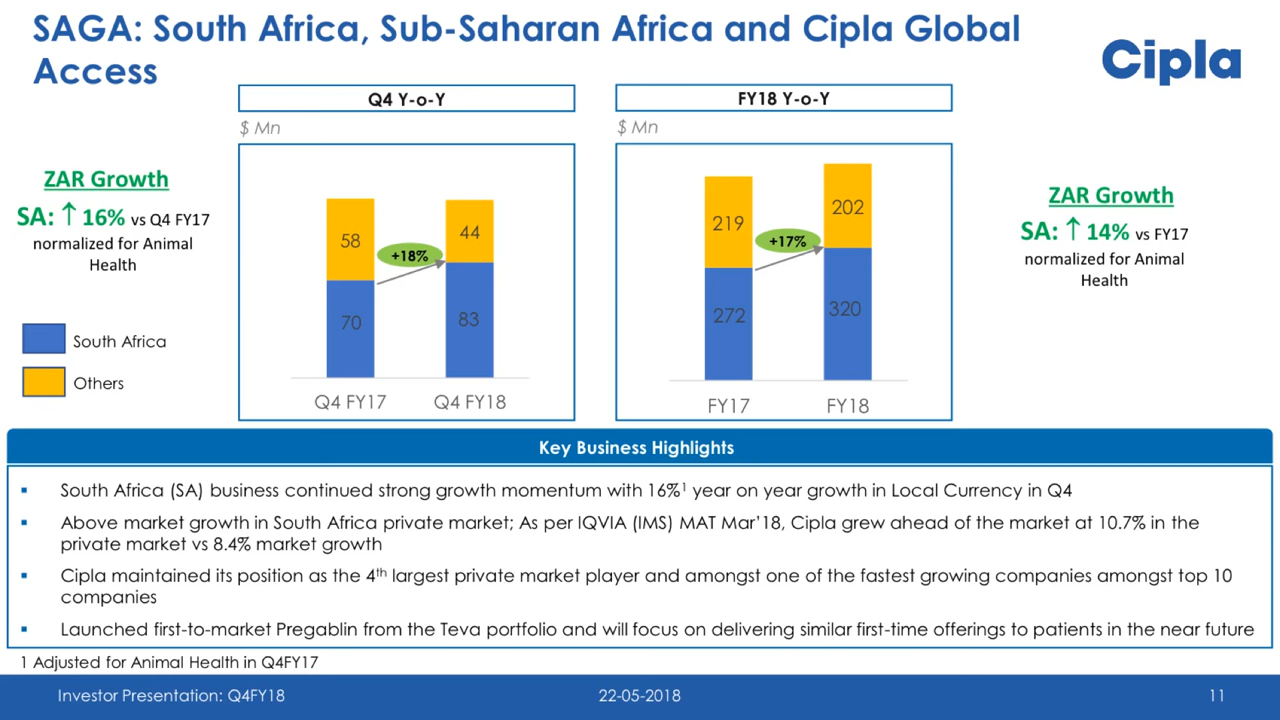 SAGA: South Africa, Sub-Saharan Africa and Cipla Global
Access
Cipla
Q4 Y-o-Y
$ Mn
ZAR Growth
SA: ↑ 16% vs Q4 FY17
normalized for Animal
Health
South Africa
Others
58
44
+18%
70
83
Q4 FY17
Q4 FY18
FY18 Y-o-Y
$ Mn
219
202
+17%
272
320
FY17
FY18
ZAR Growth
SA: ↑ 14% vs FY17
normalized for Animal
Health
Key Business Highlights
▪ South Africa (SA) business continued strong growth momentum with 16%¹ year on year growth in Local Currency in Q4
▪ Above market growth in South Africa private market; As per IQVIA (IMS) MAT Mar'18, Cipla grew ahead of the market at 10.7% in the
private market vs 8.4% market growth
▪ Cipla maintained its position as the 4th largest private market player and amongst one of the fastest growing companies amongst top 10
companies
▪ Launched first-to-market Pregablin from the Teva portfolio and will focus on delivering similar first-time offerings to patients in the near future
1 Adjusted for Animal Health in Q4FY17
Investor Presentation: Q4FY18
22-05-2018
11